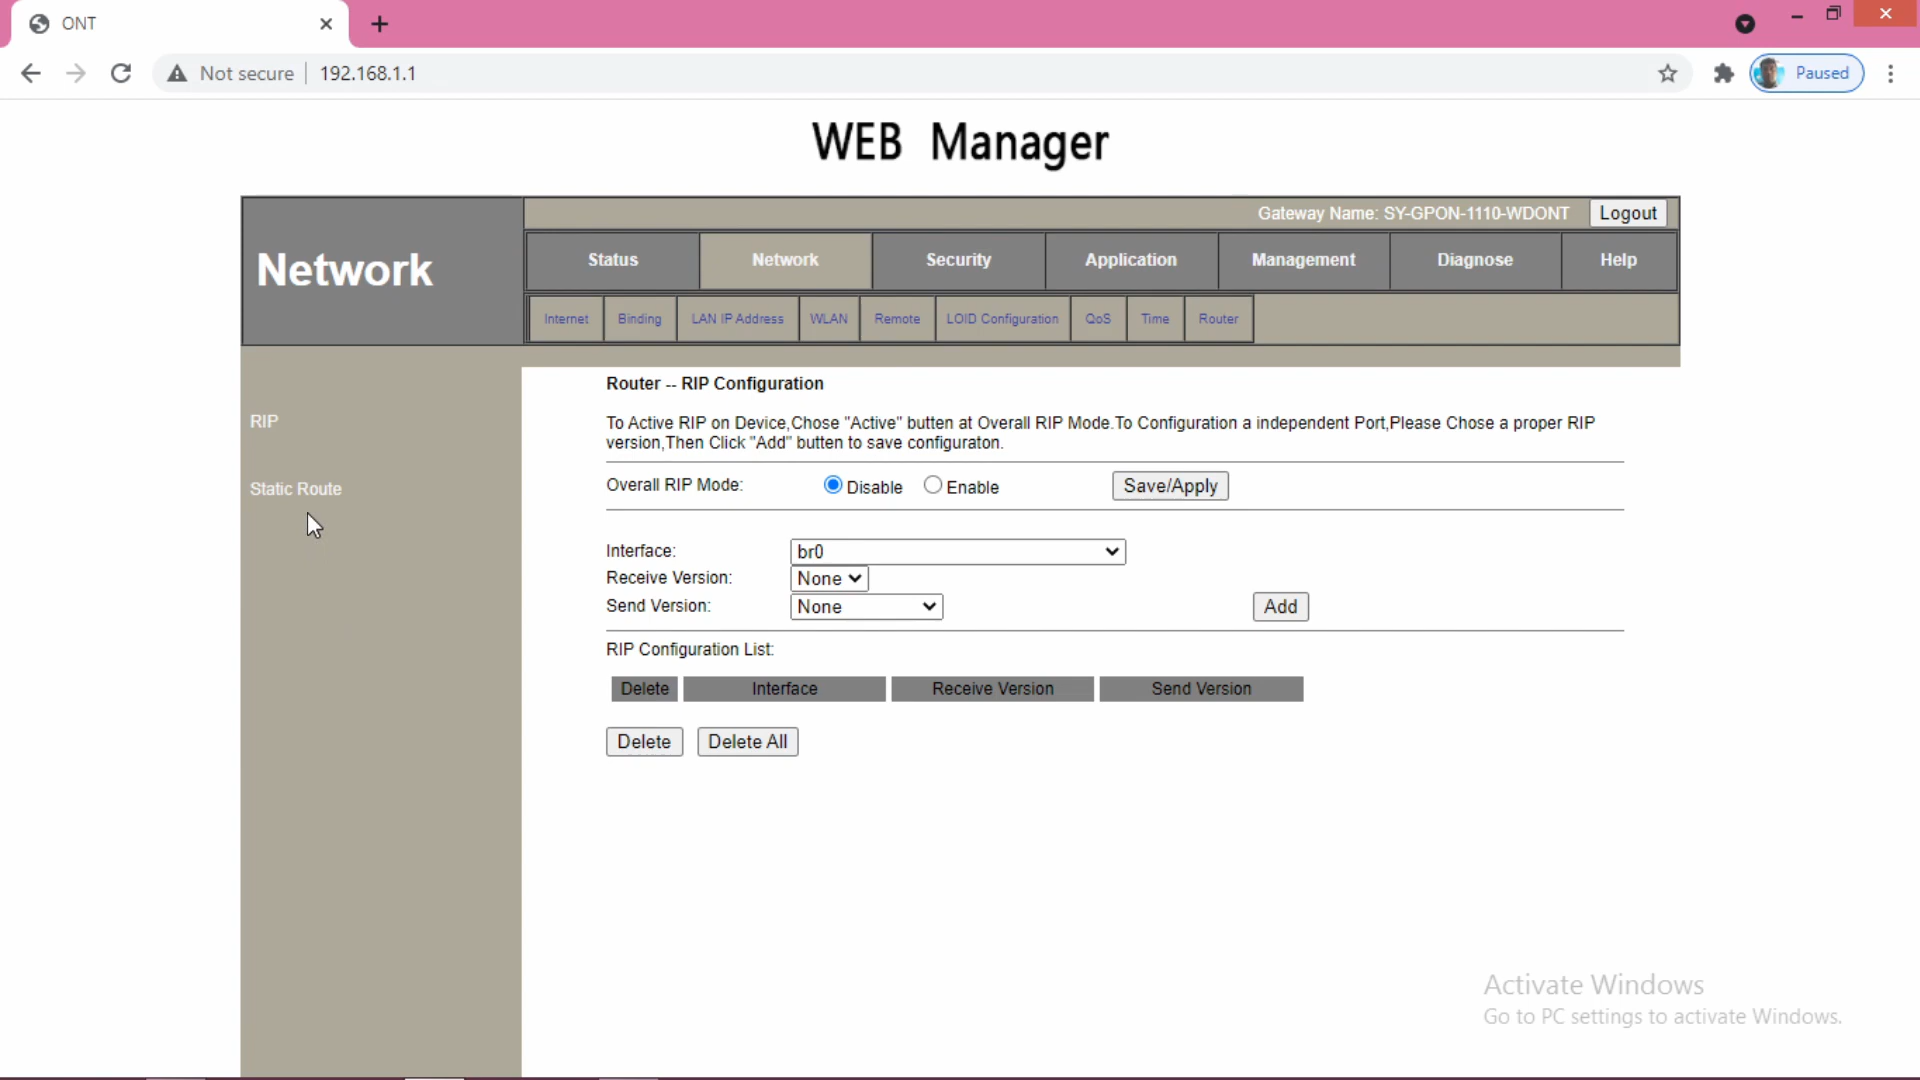 ONT
Not secure
192.168.1.1
Paused
WEB Manager
Network
Gateway Name: SY-GPON-1110-WDONT
Logout
Status
Network
Security
Application
Management
Diagnose
Help
Internet
Binding
LAN IP Address
WLAN
Remote
LOID Configuration
QoS
Time
Router
RIP
Static Route
Router -- RIP Configuration
To Active RIP on Device,Chose "Active" butten at Overall RIP Mode.To Configuration a independent Port,Please Chose a proper RIP
version,Then Click "Add" butten to save configuraton.
Overall RIP Mode:
Disable
Enable
Save/Apply
Interface:
br0
Receive Version:
None
Send Version:
None
Add
RIP Configuration List:
Delete
Interface
Receive Version
Send Version
Delete
Delete All
Activate Windows
Go to PC settings to activate Windows.